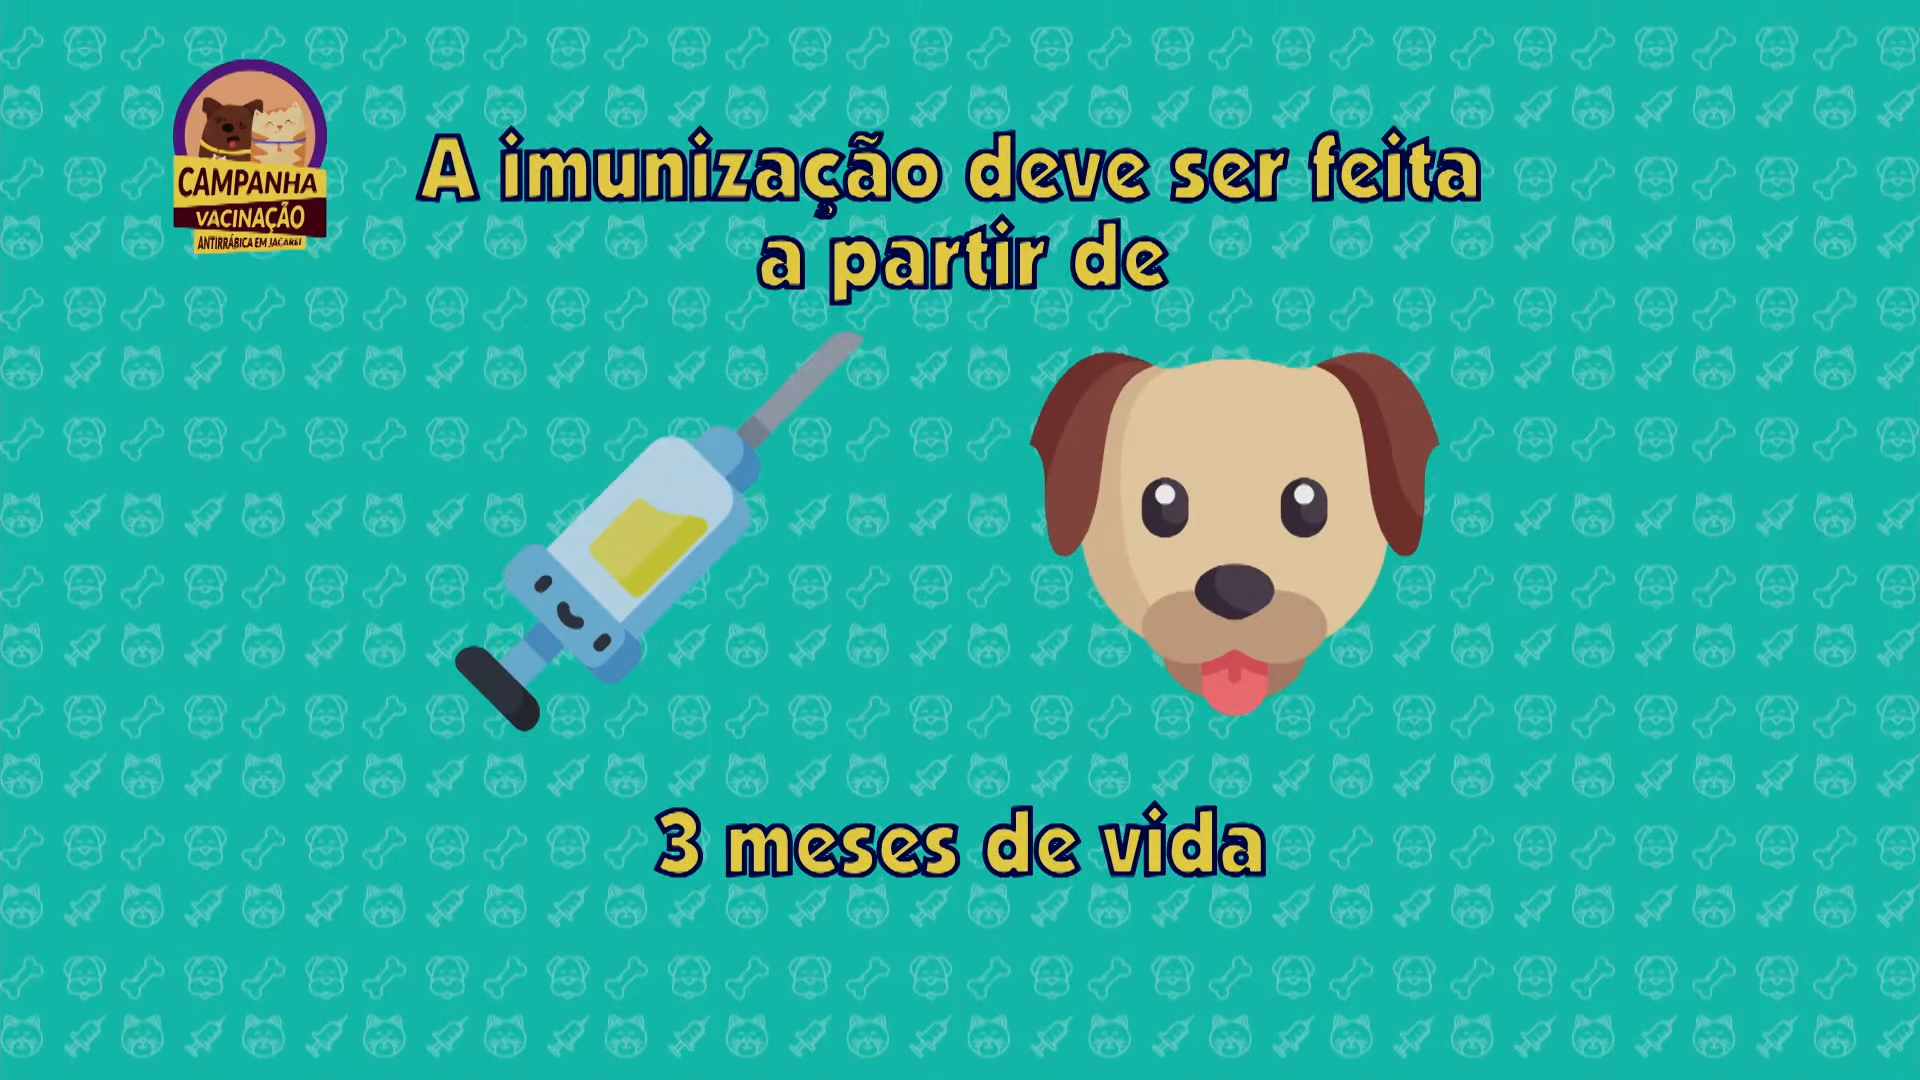 CAMPANHA
VACINAÇÃO
ANTIRRÁBICA EM JACAREÍ
A imunização deve ser feita
a partir de
3 meses de vida